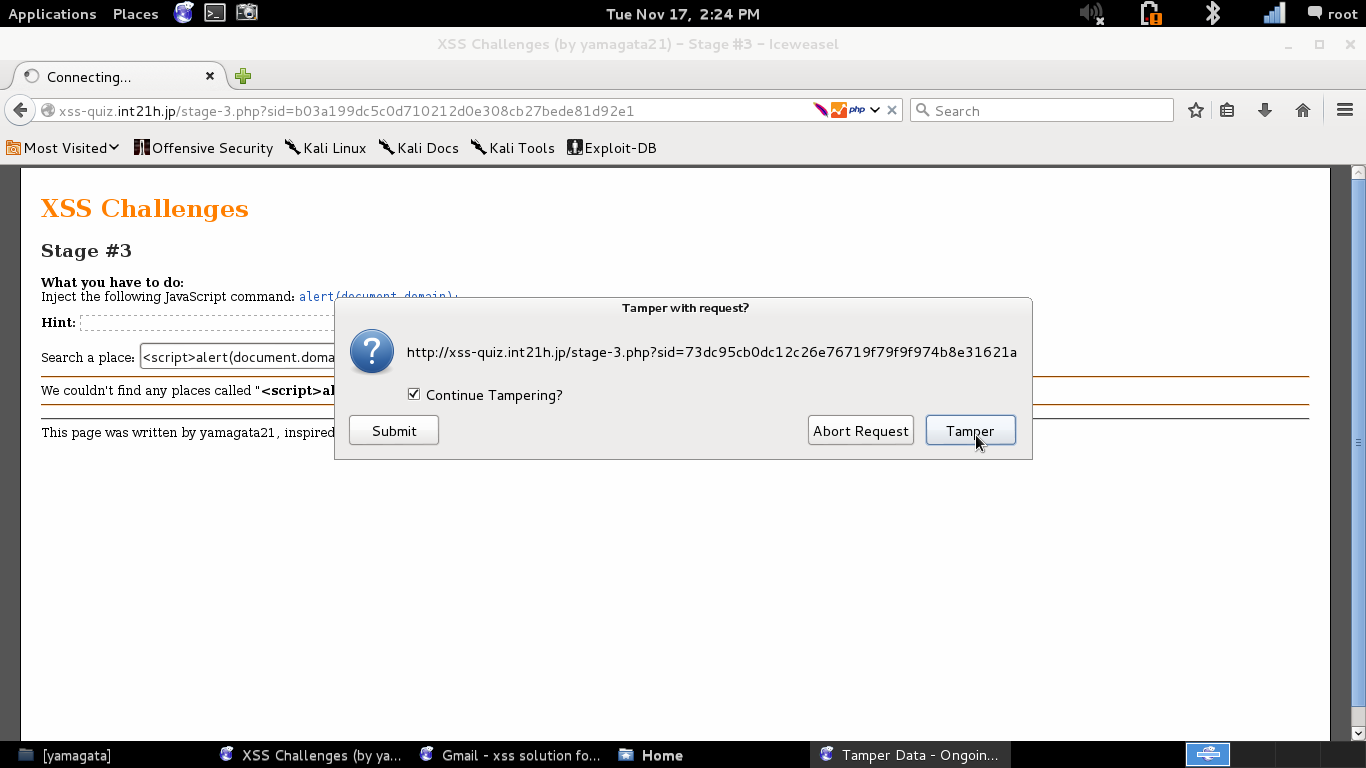 Applications Places Tue Nov 17, 2:24 PM root
XSS Challenges (by yamagata21) – Stage #3 – Iceweasel
Connecting...
xss-quiz.int21h.jp/stage-3.php?sid=b03a199dc5c0d710212d0e308cb27bede81d92e1 php Search
Most Visited Offensive Security Kali Linux Kali Docs Kali Tools Exploit-DB
XSS Challenges
Stage #3
What you have to do:
Inject the following JavaScript command: alert(document.domain);
Hint:
Search a place: <script>alert(document.doma
We couldn't find any places called "<script>al
This page was written by yamagata21, inspired
Tamper with request?
http://xss-quiz.int21h.jp/stage-3.php?sid=73dc95cb0dc12c26e76719f79f9f974b8e31621a
Continue Tampering?
Submit Abort Request Tamper
[yamagata] XSS Challenges (by ya... Gmail - xss solution fo... Home Tamper Data - Ongoin...